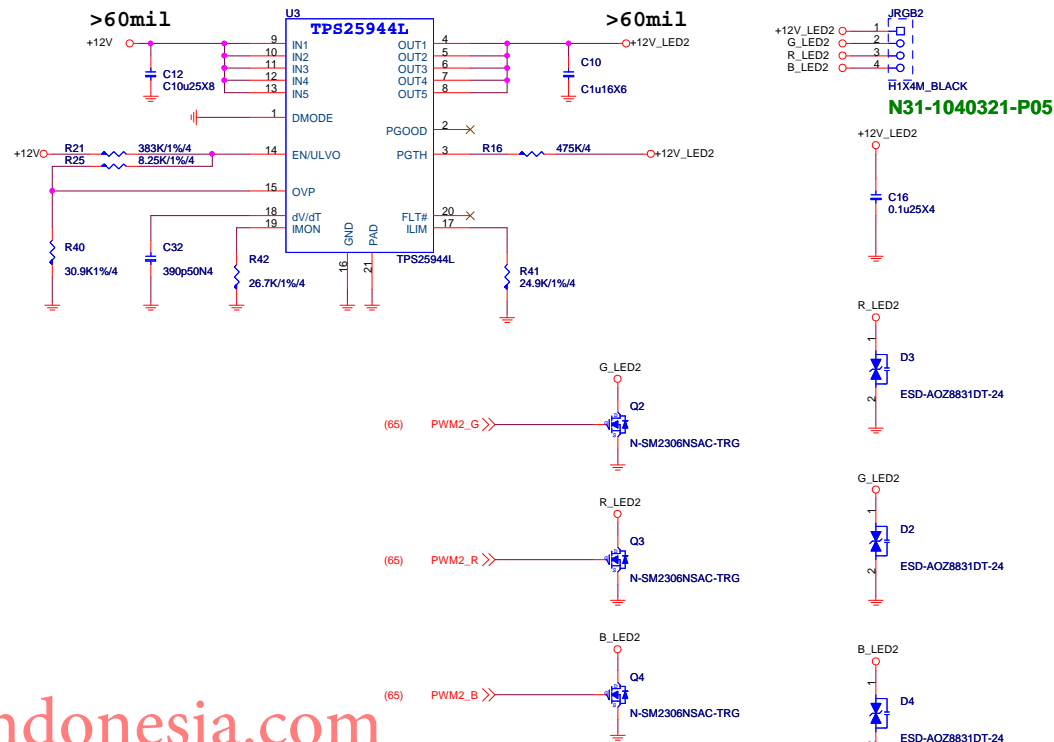 >60mil
>60mil
U3
TPS25944L
+12V
+12V_LED2
9 IN1
10 IN2
11 IN3
12 IN4
13 IN5
OUT1 4
OUT2 5
OUT3 6
OUT4 7
OUT5 8
C12
C10u25X8
C10
C1u16X6
1 DMODE
PGOOD 2
+12V
R21 383K/1%/4
R25 8.25K/1%/4
14 EN/ULVO
PGTH 3
R16 475K/4
+12V_LED2
15 OVP
18 dV/dT
19 IMON
FLT# 20
ILIM 17
GND
PAD
16
21
TPS25944L
R40
30.9K1%/4
C32
390p50N4
R42
26.7K/1%/4
R41
24.9K/1%/4
JRGB2
+12V_LED2 1
G_LED2 2
R_LED2 3
B_LED2 4
H1X4M_BLACK
N31-1040321-P05
+12V_LED2
C16
0.1u25X4
R_LED2
1
D3
ESD-AOZ8831DT-24
2
G_LED2
Q2
(65) PWM2_G
N-SM2306NSAC-TRG
G_LED2
1
D2
ESD-AOZ8831DT-24
2
R_LED2
Q3
(65) PWM2_R
N-SM2306NSAC-TRG
B_LED2
Q4
(65) PWM2_B
N-SM2306NSAC-TRG
B_LED2
1
D4
ESD-AOZ8831DT-24
ndonesia.com